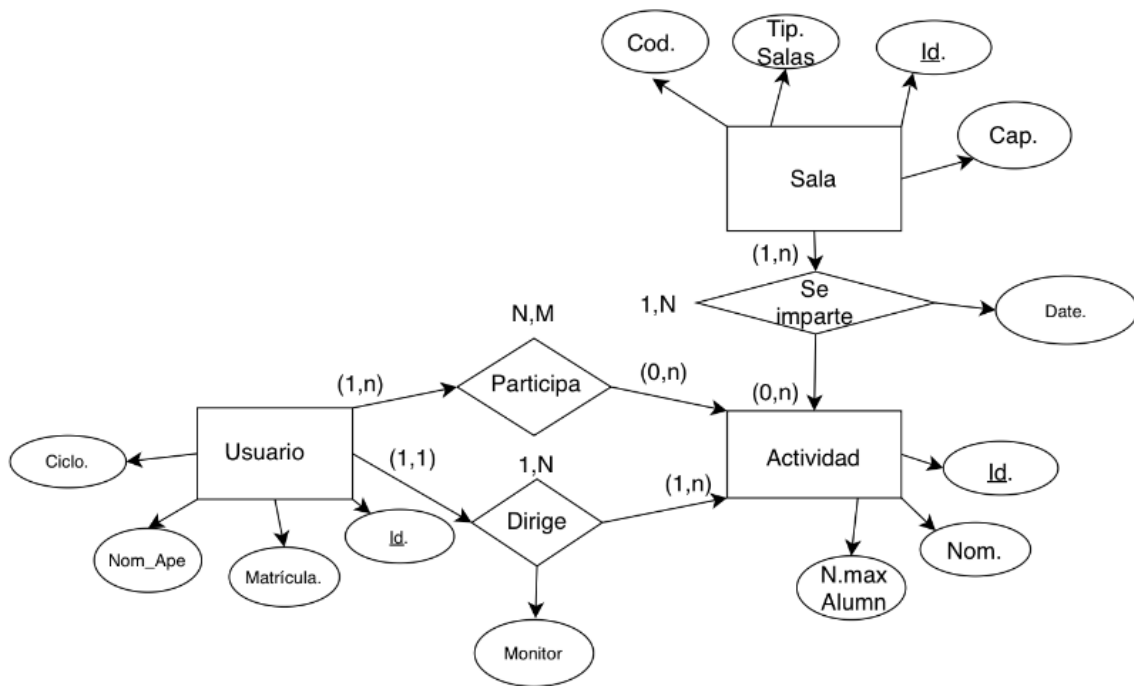 Cod.
Tip.
Salas
Id.
Cap.
Sala
(1,n)
1,N
Se
imparte
Date.
N,M
(1,n)
Participa
(0,n)
(0,n)
Usuario
Ciclo.
(1,1)
1,N
(1,n)
Actividad
Id.
Dirige
Nom_Ape
Matrícula.
Id.
Nom.
N.max
Alumn
Monitor